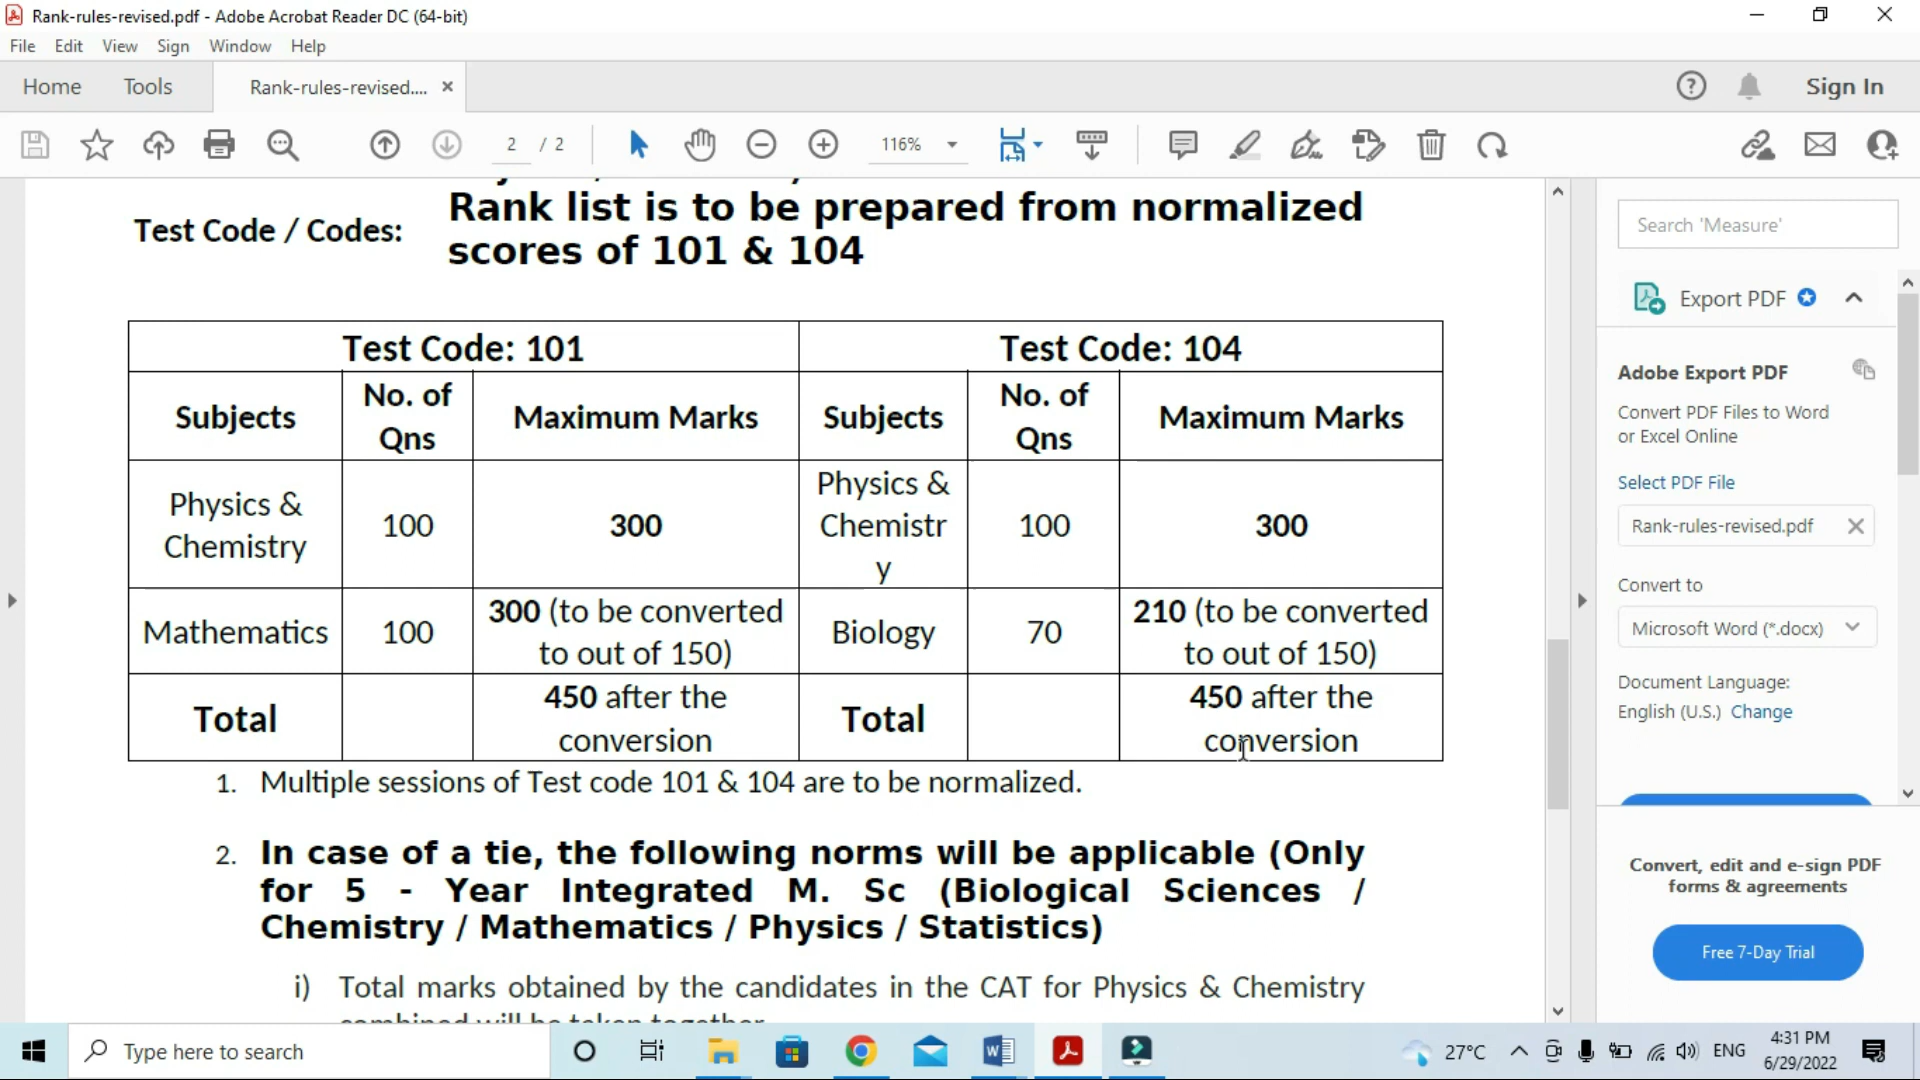 Rank-rules-revised.pdf - Adobe Acrobat Reader DC (64-bit)
File Edit View Sign Window Help
Home Tools Rank-rules-revised.... × Sign In
2 / 2 116%
Test Code / Codes:
Rank list is to be prepared from normalized
scores of 101 & 104
Test Code: 101 Test Code: 104
Subjects No. of Qns Maximum Marks Subjects No. of Qns Maximum Marks
Physics & Chemistry 100 300 Physics & Chemistr y 100 300
Mathematics 100 300 (to be converted to out of 150) Biology 70 210 (to be converted to out of 150)
Total 450 after the conversion Total 450 after the conversion
1. Multiple sessions of Test code 101 & 104 are to be normalized.
2. In case of a tie, the following norms will be applicable (Only
for 5 - Year Integrated M. Sc (Biological Sciences /
Chemistry / Mathematics / Physics / Statistics)
i) Total marks obtained by the candidates in the CAT for Physics & Chemistry
Search 'Measure'
Export PDF
Adobe Export PDF
Convert PDF Files to Word
or Excel Online
Select PDF File
Rank-rules-revised.pdf
Convert to
Microsoft Word (*.docx)
Document Language:
English (U.S.) Change
Convert, edit and e-sign PDF
forms & agreements
Free 7-Day Trial
Type here to search
27°C ENG 4:31 PM
6/29/2022